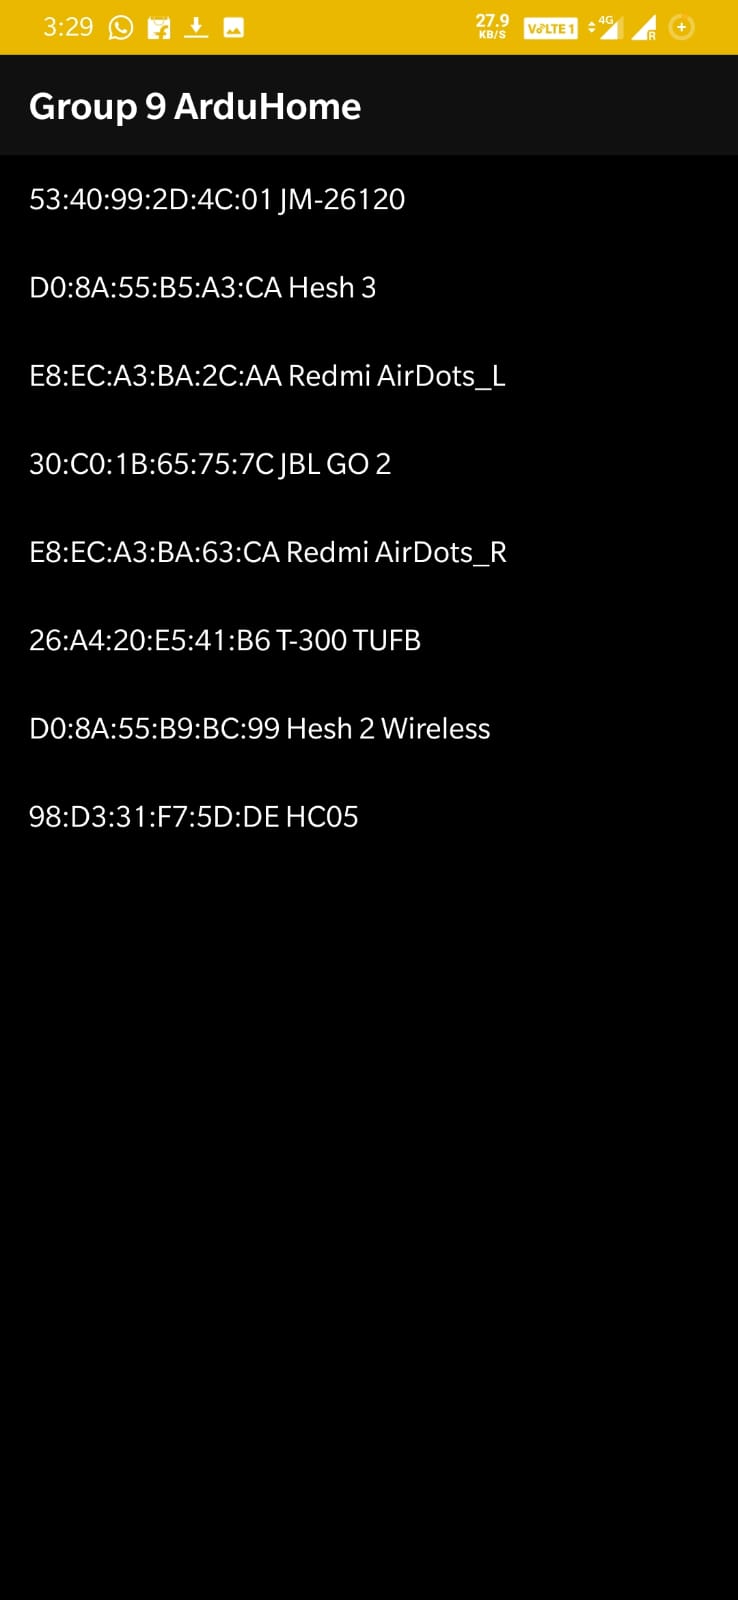 3:29 27.9 KB/S VoLTE 1 4G R
Group 9 ArduHome
53:40:99:2D:4C:01 JM-26120
D0:8A:55:B5:A3:CA Hesh 3
E8:EC:A3:BA:2C:AA Redmi AirDots_L
30:C0:1B:65:75:7C JBL GO 2
E8:EC:A3:BA:63:CA Redmi AirDots_R
26:A4:20:E5:41:B6 T-300 TUFB
D0:8A:55:B9:BC:99 Hesh 2 Wireless
98:D3:31:F7:5D:DE HC05